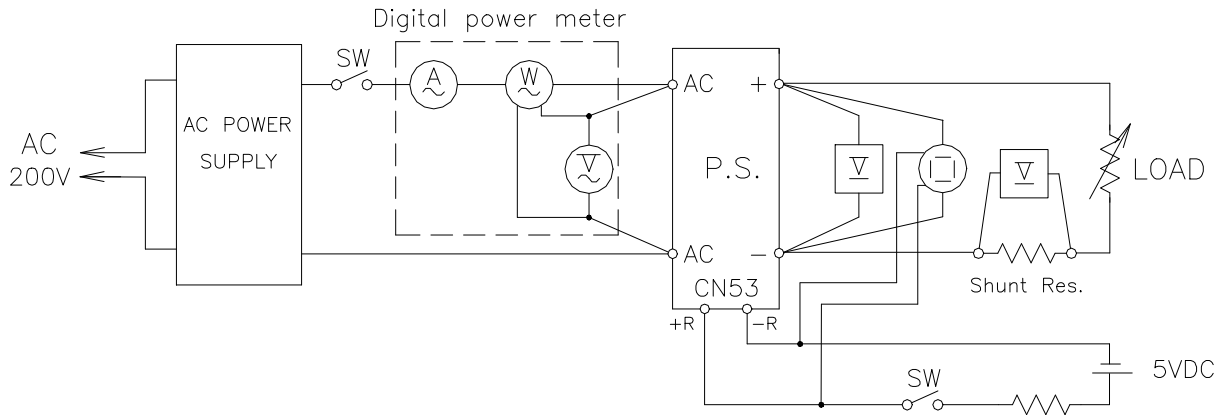 Digital power meter
SW
A
W
AC
+
AC POWER
SUPPLY
AC
200V
V
P.S.
V
V
LOAD
AC
−
CN53
Shunt Res.
+R
−R
5VDC
SW